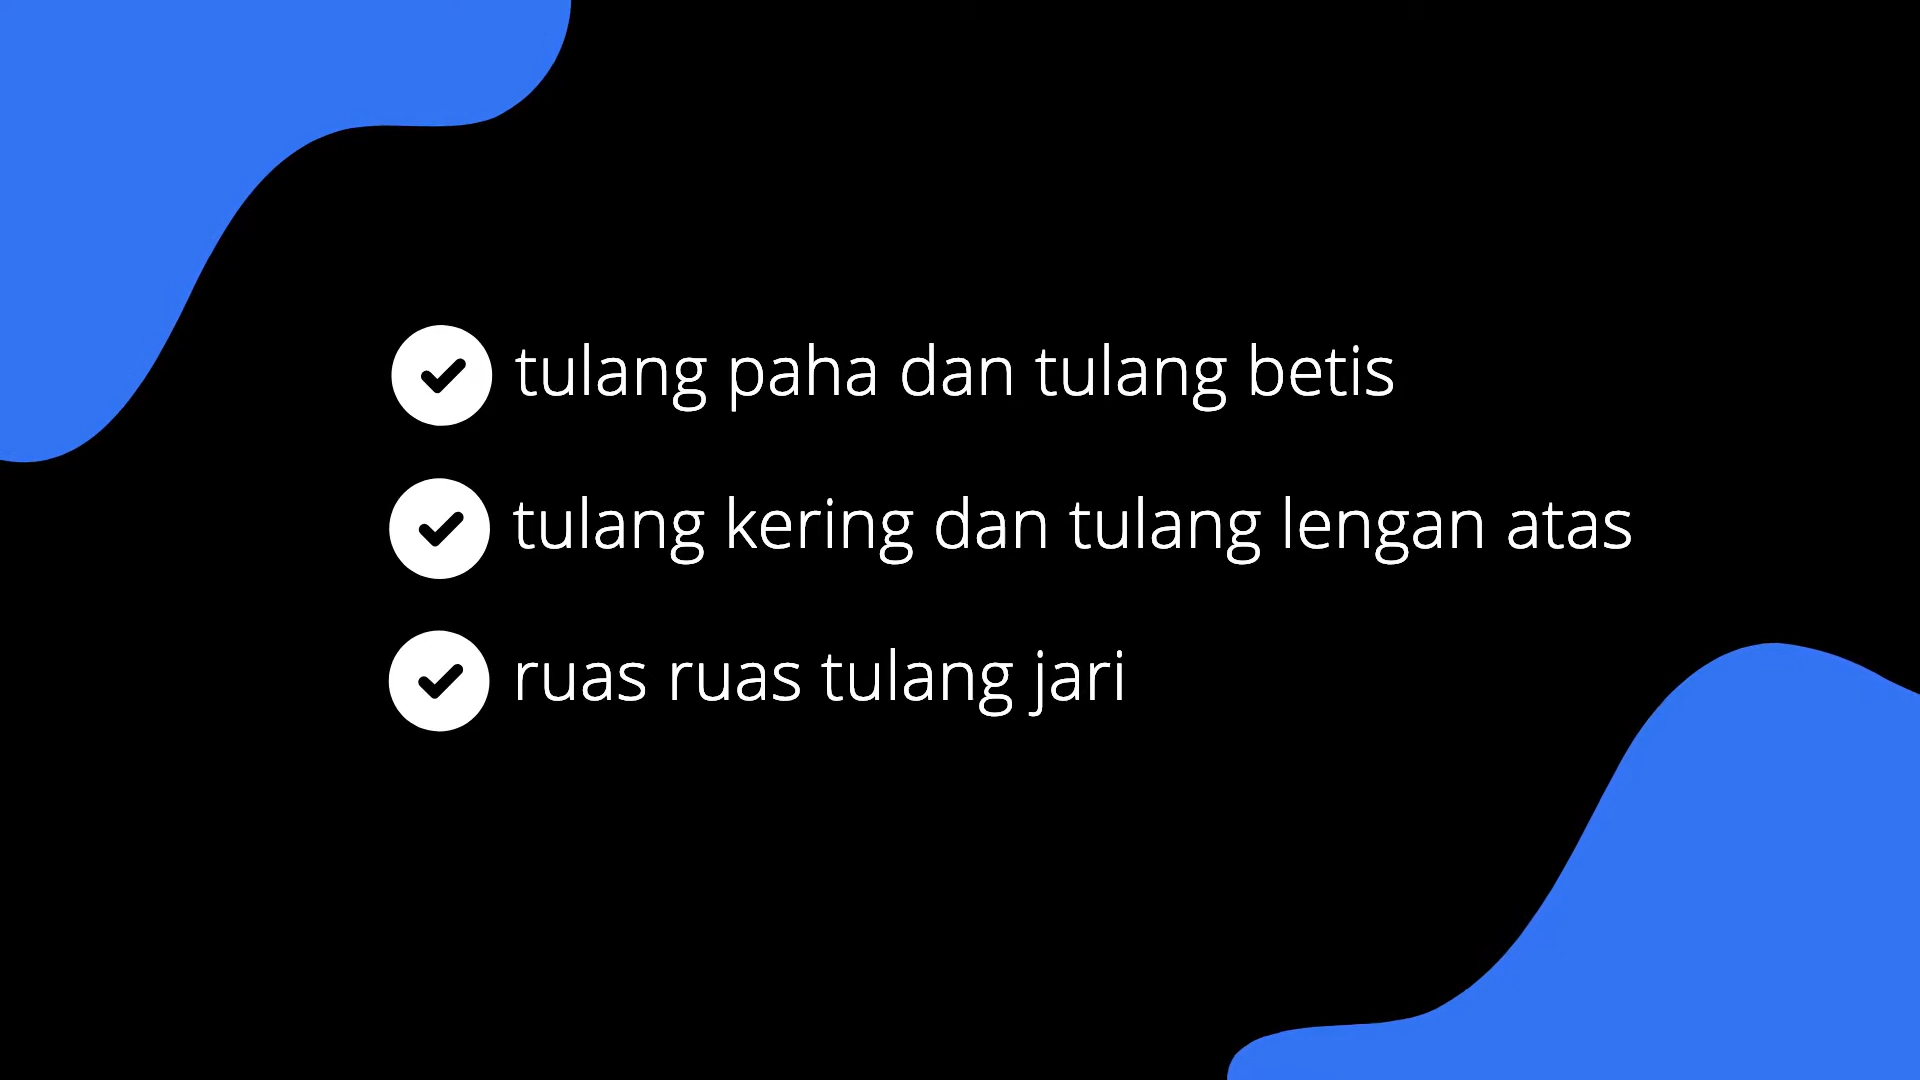 tulang paha dan tulang betis
tulang kering dan tulang lengan atas
ruas ruas tulang jari